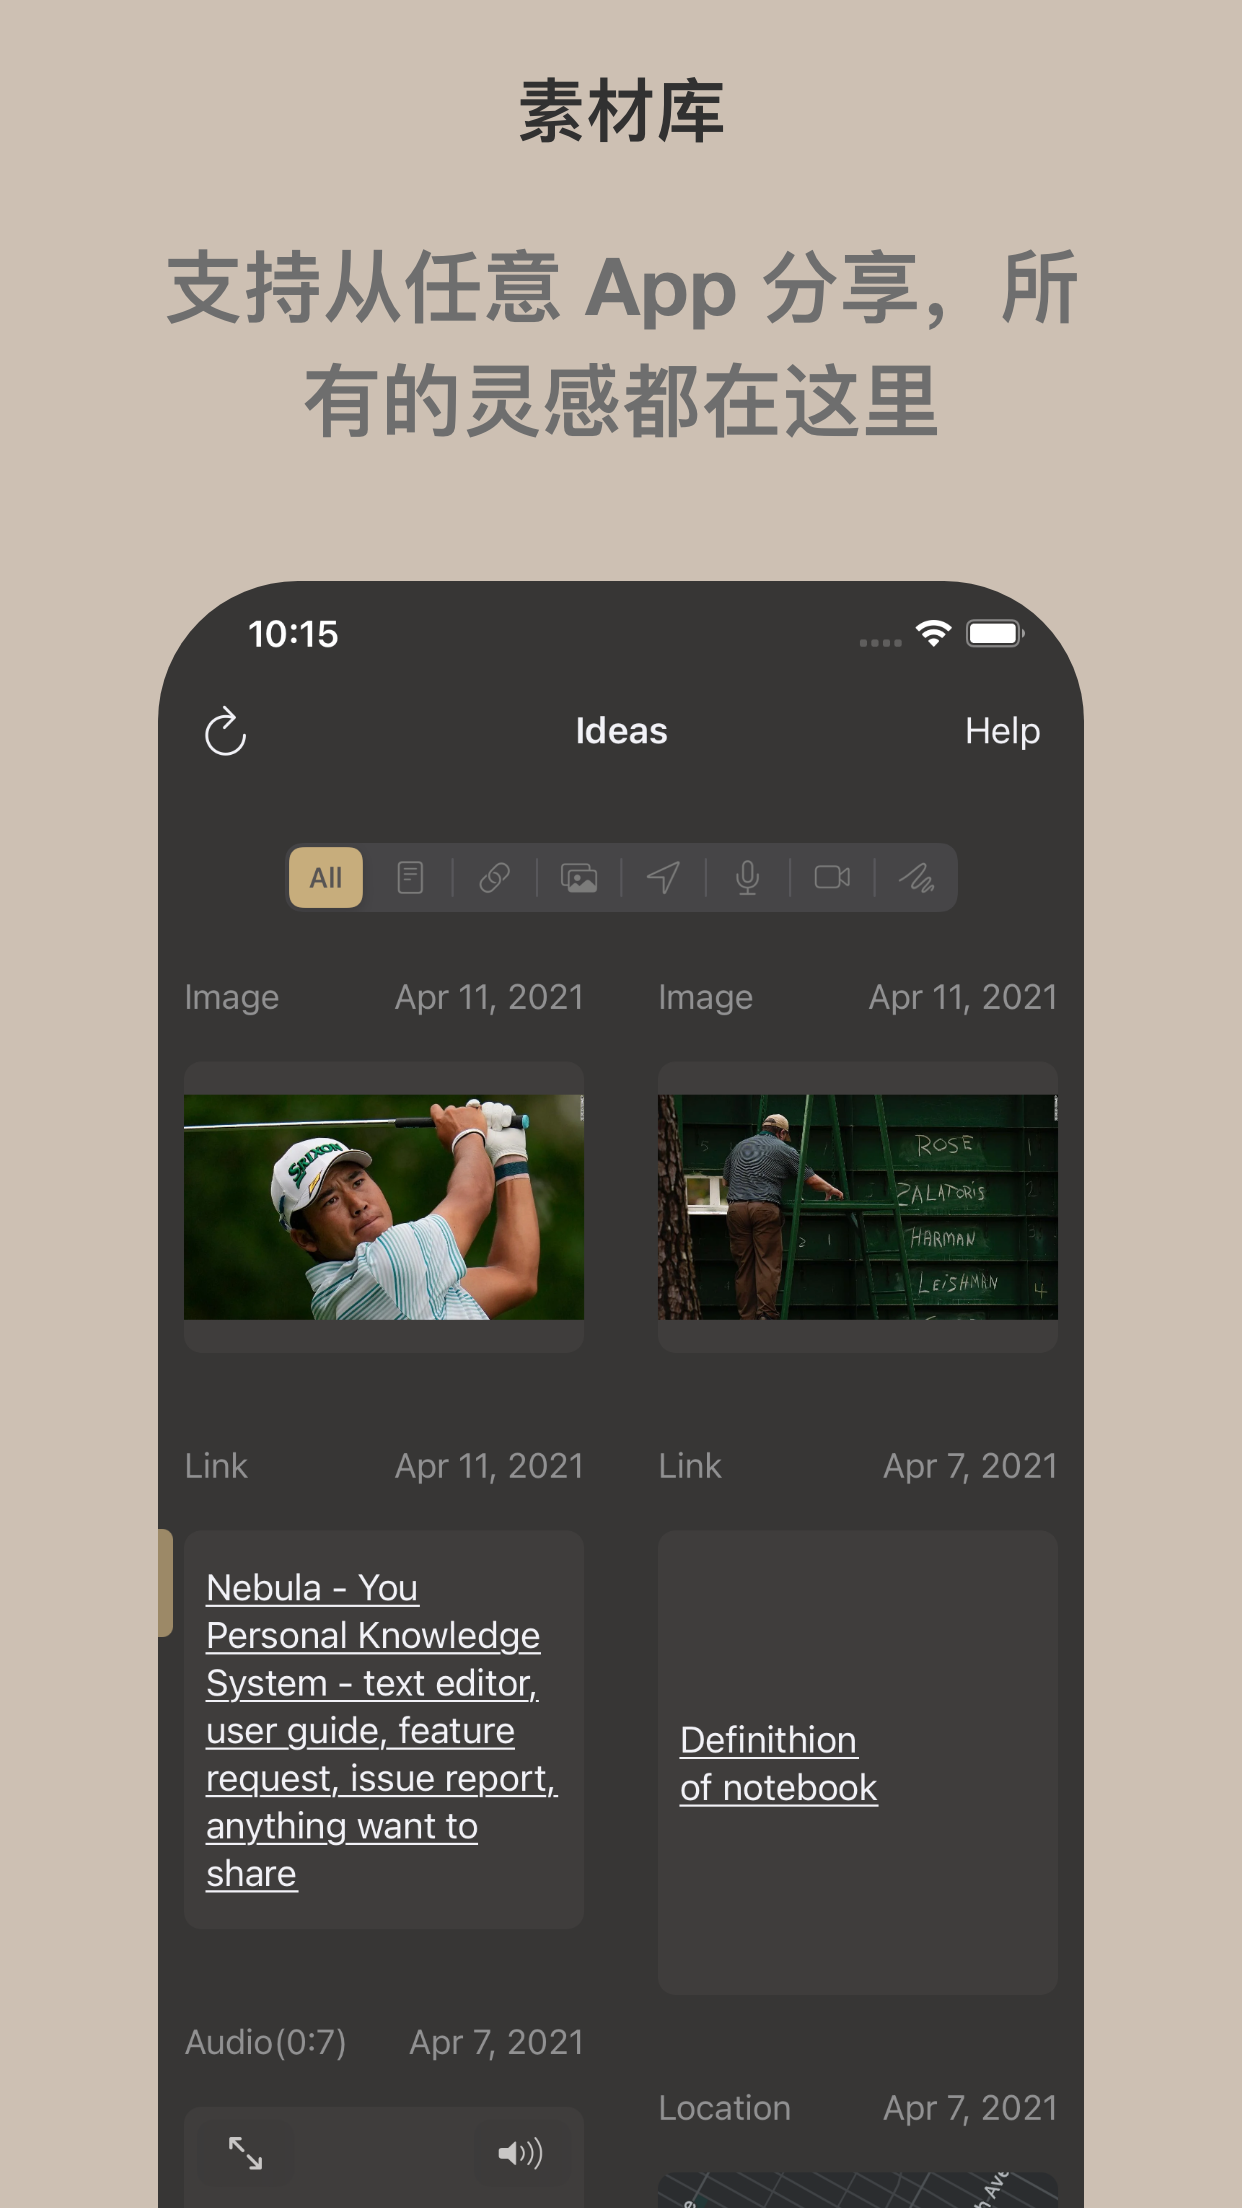 素材库
支持从任意 App 分享，所
有的灵感都在这里
10:15
Ideas
Help
All
Image
Apr 11, 2021
Image
Apr 11, 2021
SRIXON
ROSE
ZALATORIS
HARMAN
LEISHMAN
4
Link
Apr 11, 2021
Link
Apr 7, 2021
Nebula - You
Personal Knowledge
System - text editor,
user guide, feature
request, issue report,
anything want to
share
Definithion
of notebook
Audio(0:7)
Apr 7, 2021
Location
Apr 7, 2021